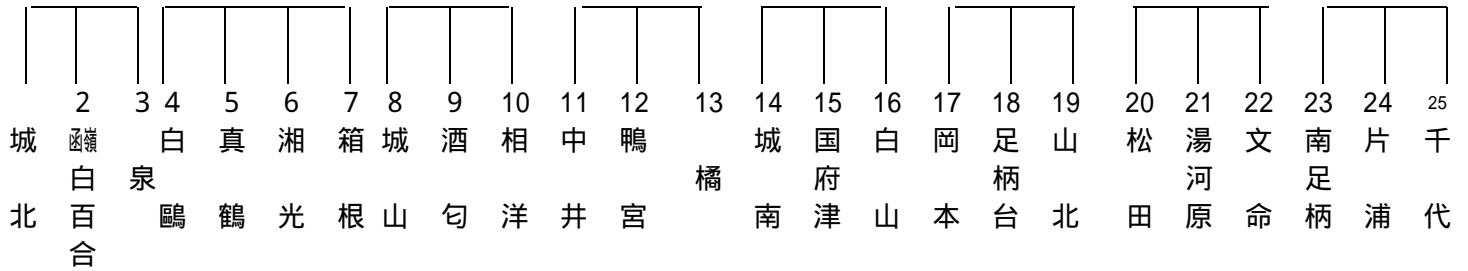 2 3 4 5 6 7 8 9 10 11 12 13 14 15 16 17 18 19 20 21 22 23 24 25
城北
函嶺白百合
泉
白鷗
真鶴
湘光
箱根
城山
酒匂
相洋
中井
鴨宮
橘
城南
国府津
白山
岡本
足柄台
山北
松田
湯河原
文命
南足柄
片浦
千代